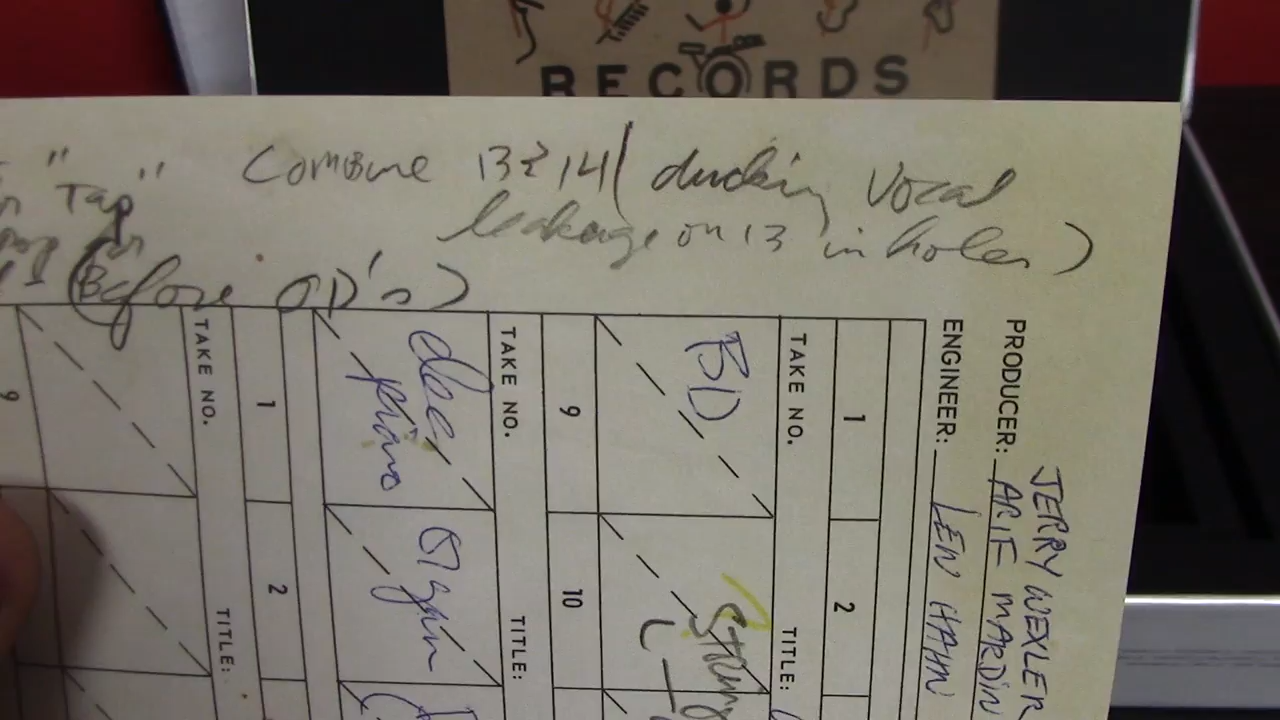 RECORDS
"Tap" Combine 13 & 14 (ducking vocal
leakage on 13 in holes)
(Before OD's)
JERRY WEXLER
PRODUCER: ARIF MARDIN
ENGINEER: LEN HAHN
1 2
TAKE NO. TITLE:
BD Strings
L
9 10
TAKE NO. TITLE:
elec piano Organ
1 2
TAKE NO. TITLE:
9